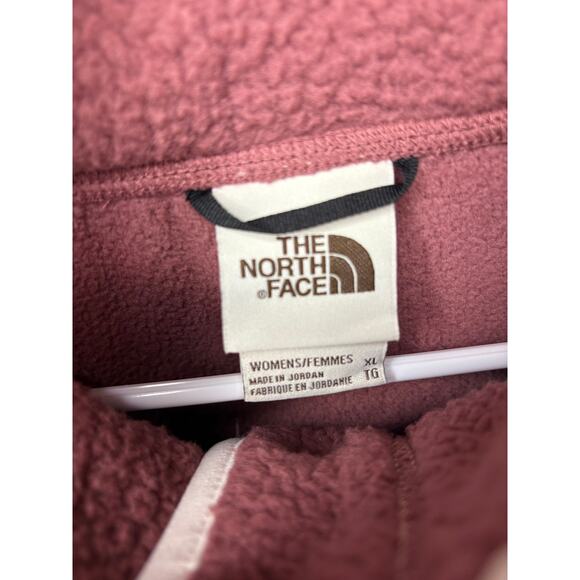 THE
NORTH
®FACE
WOMENS/FEMMES XL
MADE IN JORDAN TG
FABRIQUE EN JORDANIE